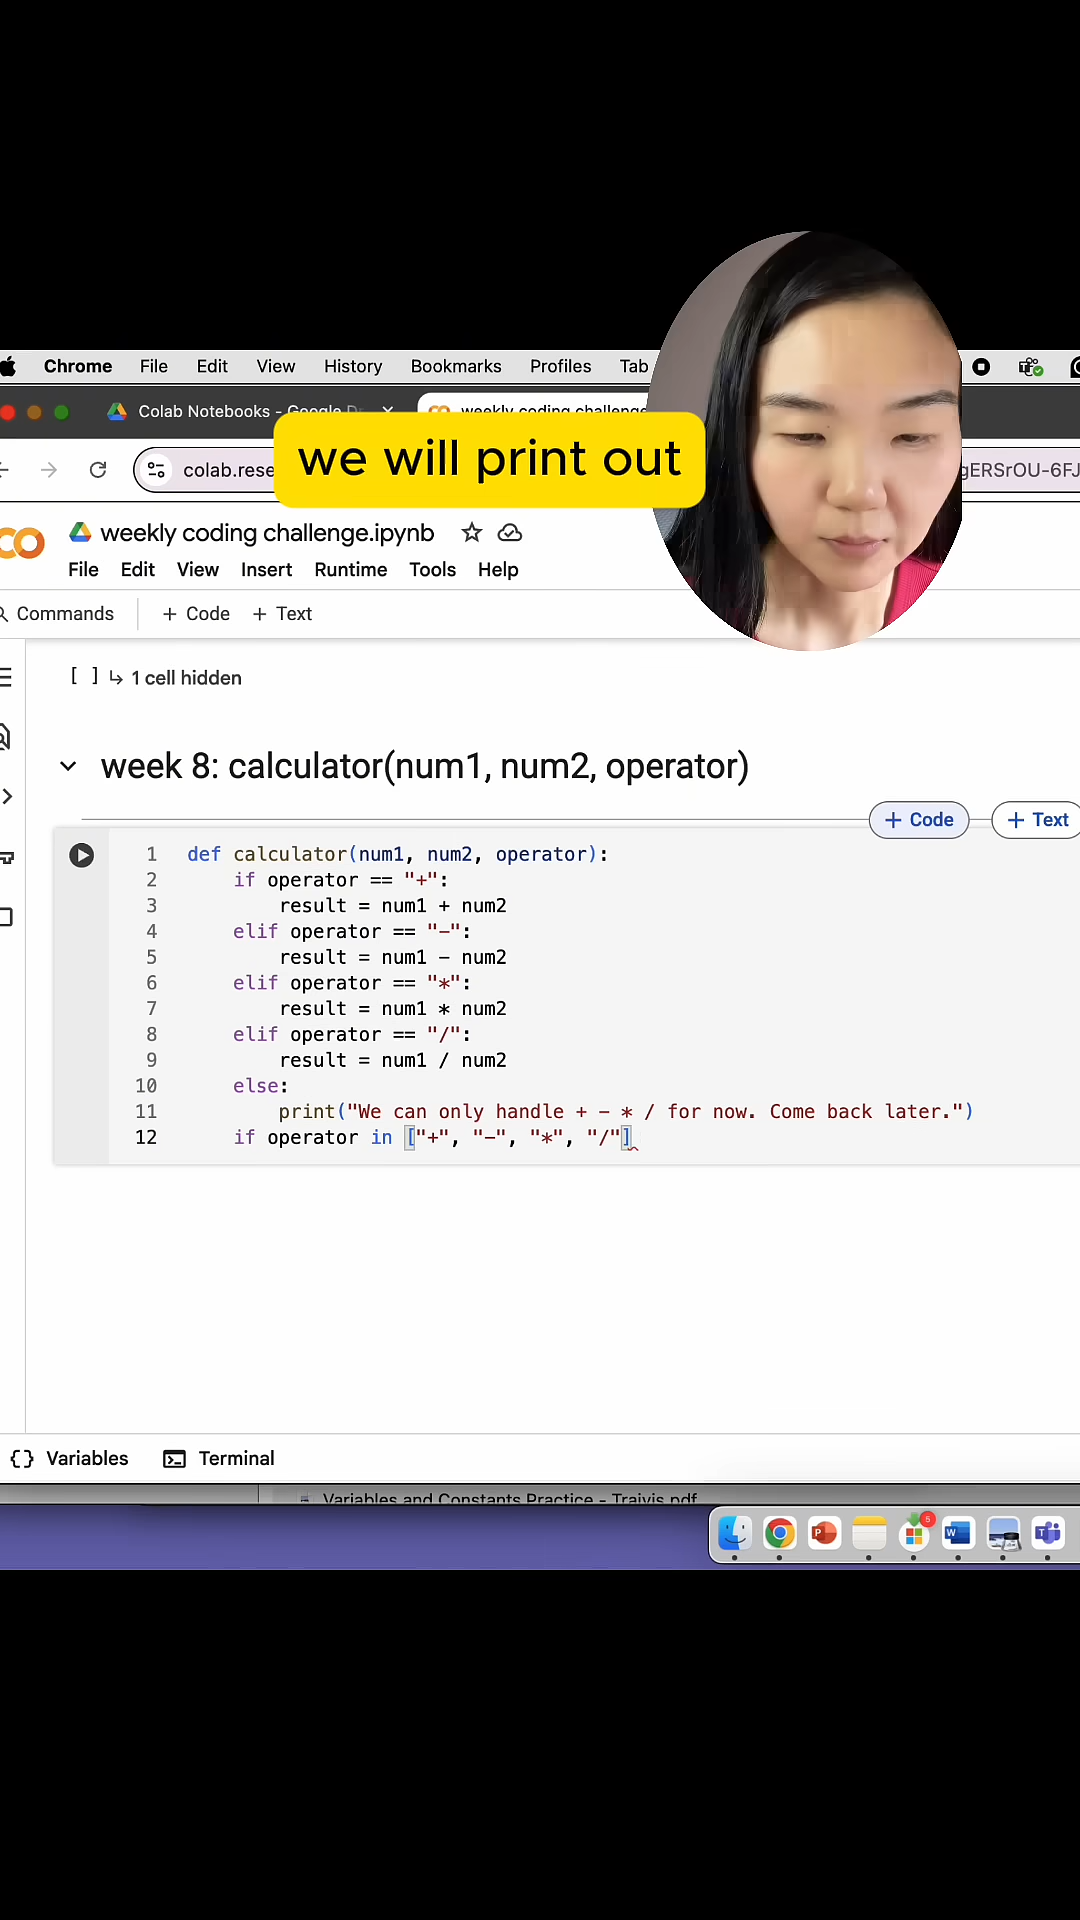 Chrome File Edit View History Bookmarks Profiles Tab
Colab Notebooks - Google
weekly coding challenge
we will print out
colab.rese
gERSrOU-6FJ
weekly coding challenge.ipynb
File Edit View Insert Runtime Tools Help
Commands + Code + Text
[ ] ↳ 1 cell hidden
week 8: calculator(num1, num2, operator)
+ Code + Text
1 def calculator(num1, num2, operator):
2 if operator == "+":
3 result = num1 + num2
4 elif operator == "-":
5 result = num1 - num2
6 elif operator == "*":
7 result = num1 * num2
8 elif operator == "/":
9 result = num1 / num2
10 else:
11 print("We can only handle + - * / for now. Come back later.")
12 if operator in ["+", "-", "*", "/"]
{} Variables Terminal
Variables and Constants Practice - Traivis.pdf
5